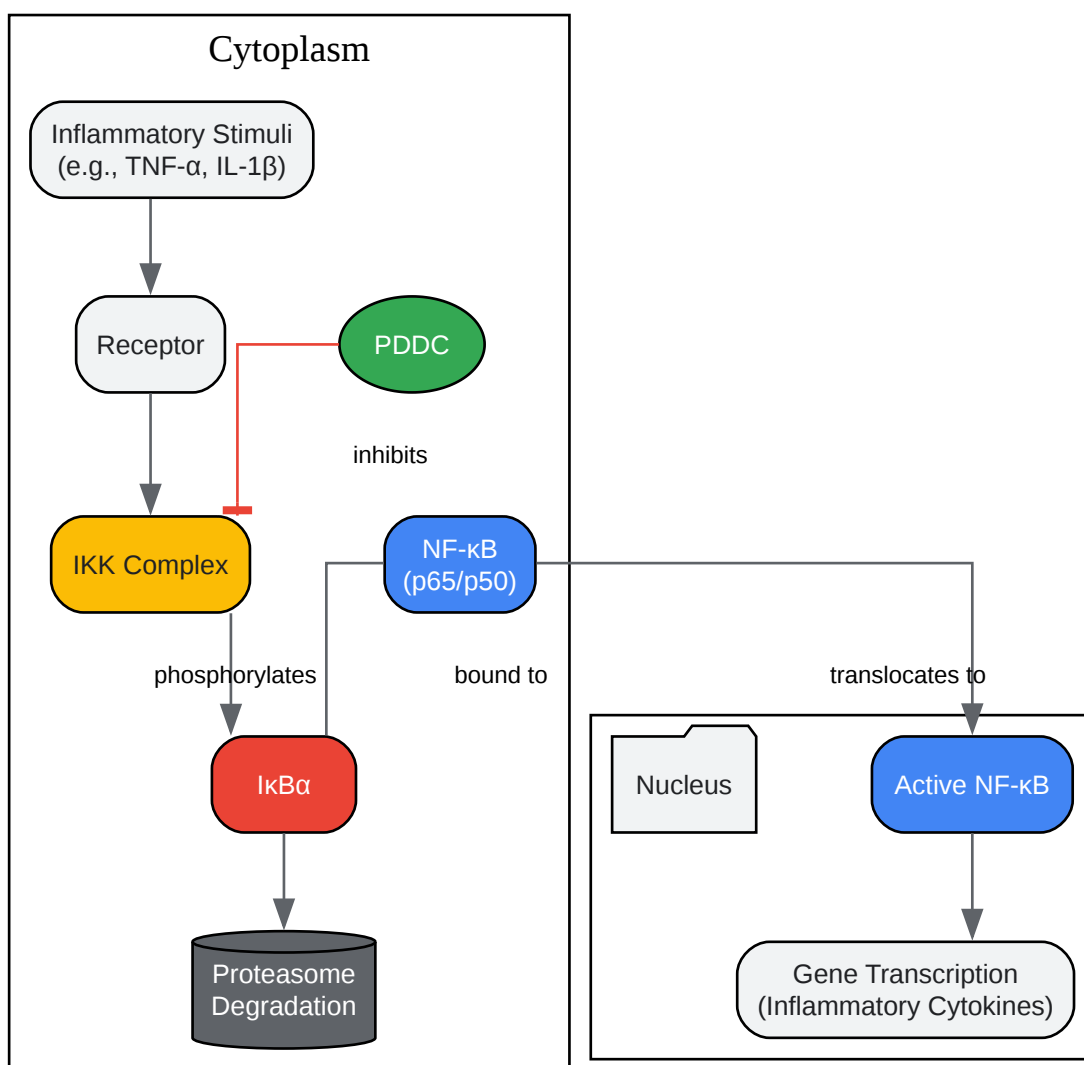 Cytoplasm
Inflammatory Stimuli
(e.g., TNF-α, IL-1β)
Receptor
PDDC
inhibits
IKK Complex
NF-κB
(p65/p50)
phosphorylates
bound to
translocates to
IκBα
Nucleus
Active NF-κB
Proteasome
Degradation
Gene Transcription
(Inflammatory Cytokines)